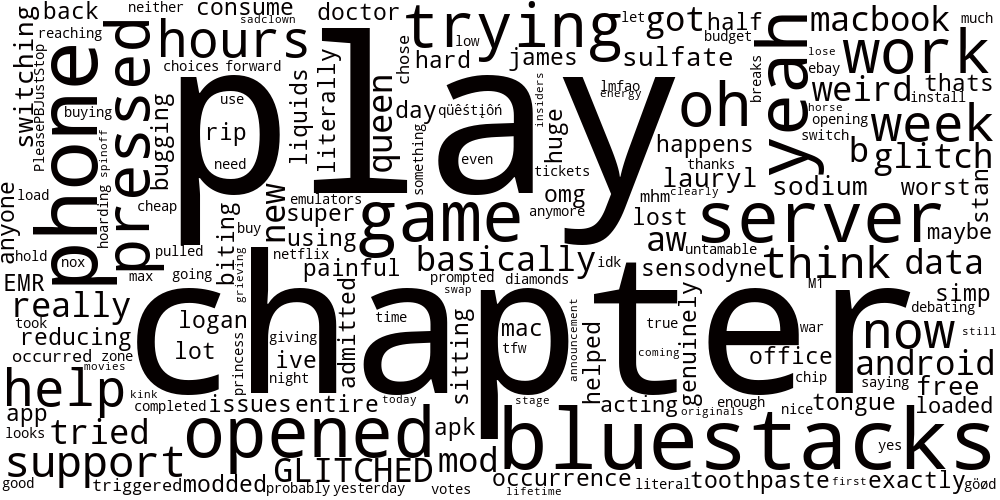 back neither consume doctor trying let got half macbook much
reaching sadclown low budget
switching PleasePBJustStop phone pressed hours play literally queen chose hard james sulfate yeah lose work
choices forward liquids lmfao energy breaks ebay weird thats
buying bugging use day qüéstïóñ insiders huge oh horse install
rip opening week
spinoff need even something tickets happens switch b glitch
hoarding thanks lauryl
anyone load cheap new emulators omg mhm clearly sodium worst stan
biting buy super game anymore lost server maybe
hold nox pulled using netflix basically idk aw untamable think data
EMR max going grieving painful prompted diamonds sensodyne M1 simp
really chapter swap debating
took logan time mac announcement true genuinely war now still
reducing lot princess giving admitted sitting tfw helped coming office android
occurred zone ive chip
movies night saying free
help kink completed issues entire today stage acting originals enough nice tongue loaded
app
looks tried opened apk bluestacks yes
support GLITCHED mod occurrence
good triggered modded probably yesterday votes lifetime literal toothpaste first exactly göød